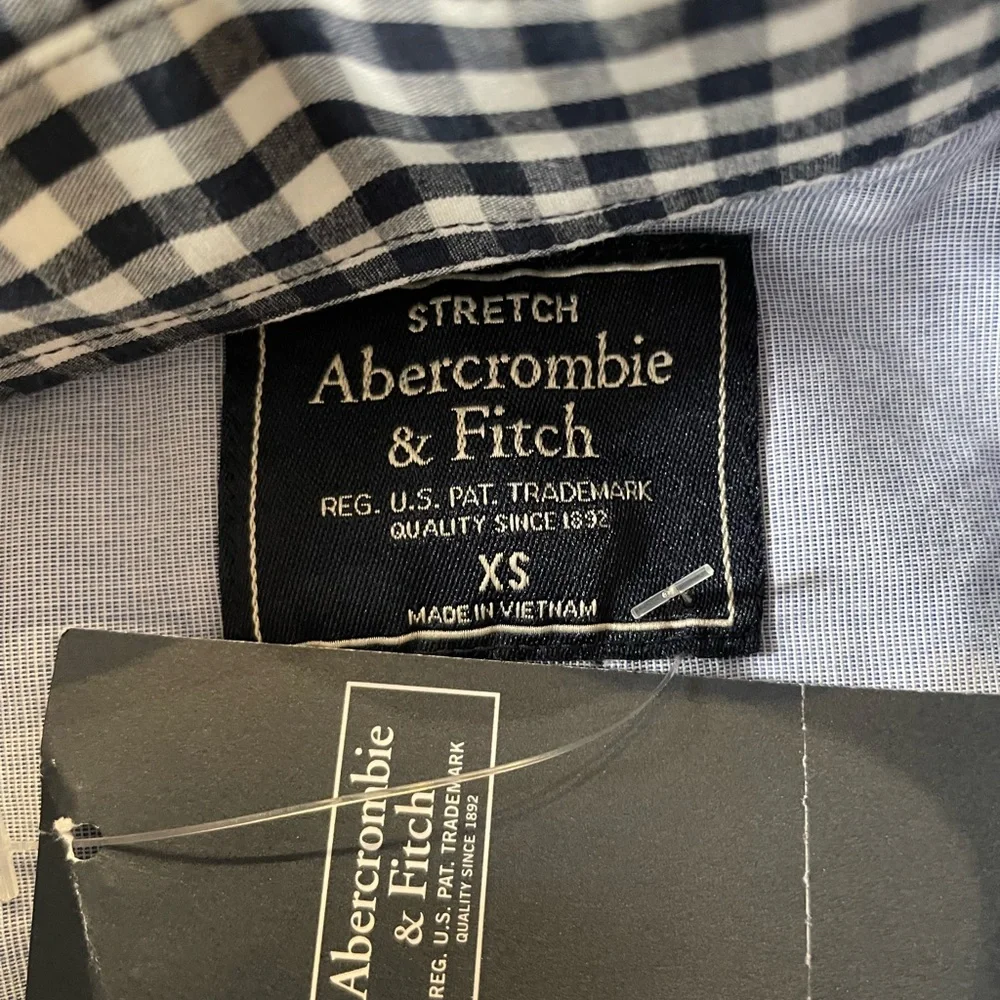 STRETCH
Abercrombie
& Fitch
REG. U.S. PAT. TRADEMARK
QUALITY SINCE 1892
XS
MADE IN VIETNAM
Abercrombie
& Fitch
REG. U.S. PAT. TRADEMARK
QUALITY SINCE 1892